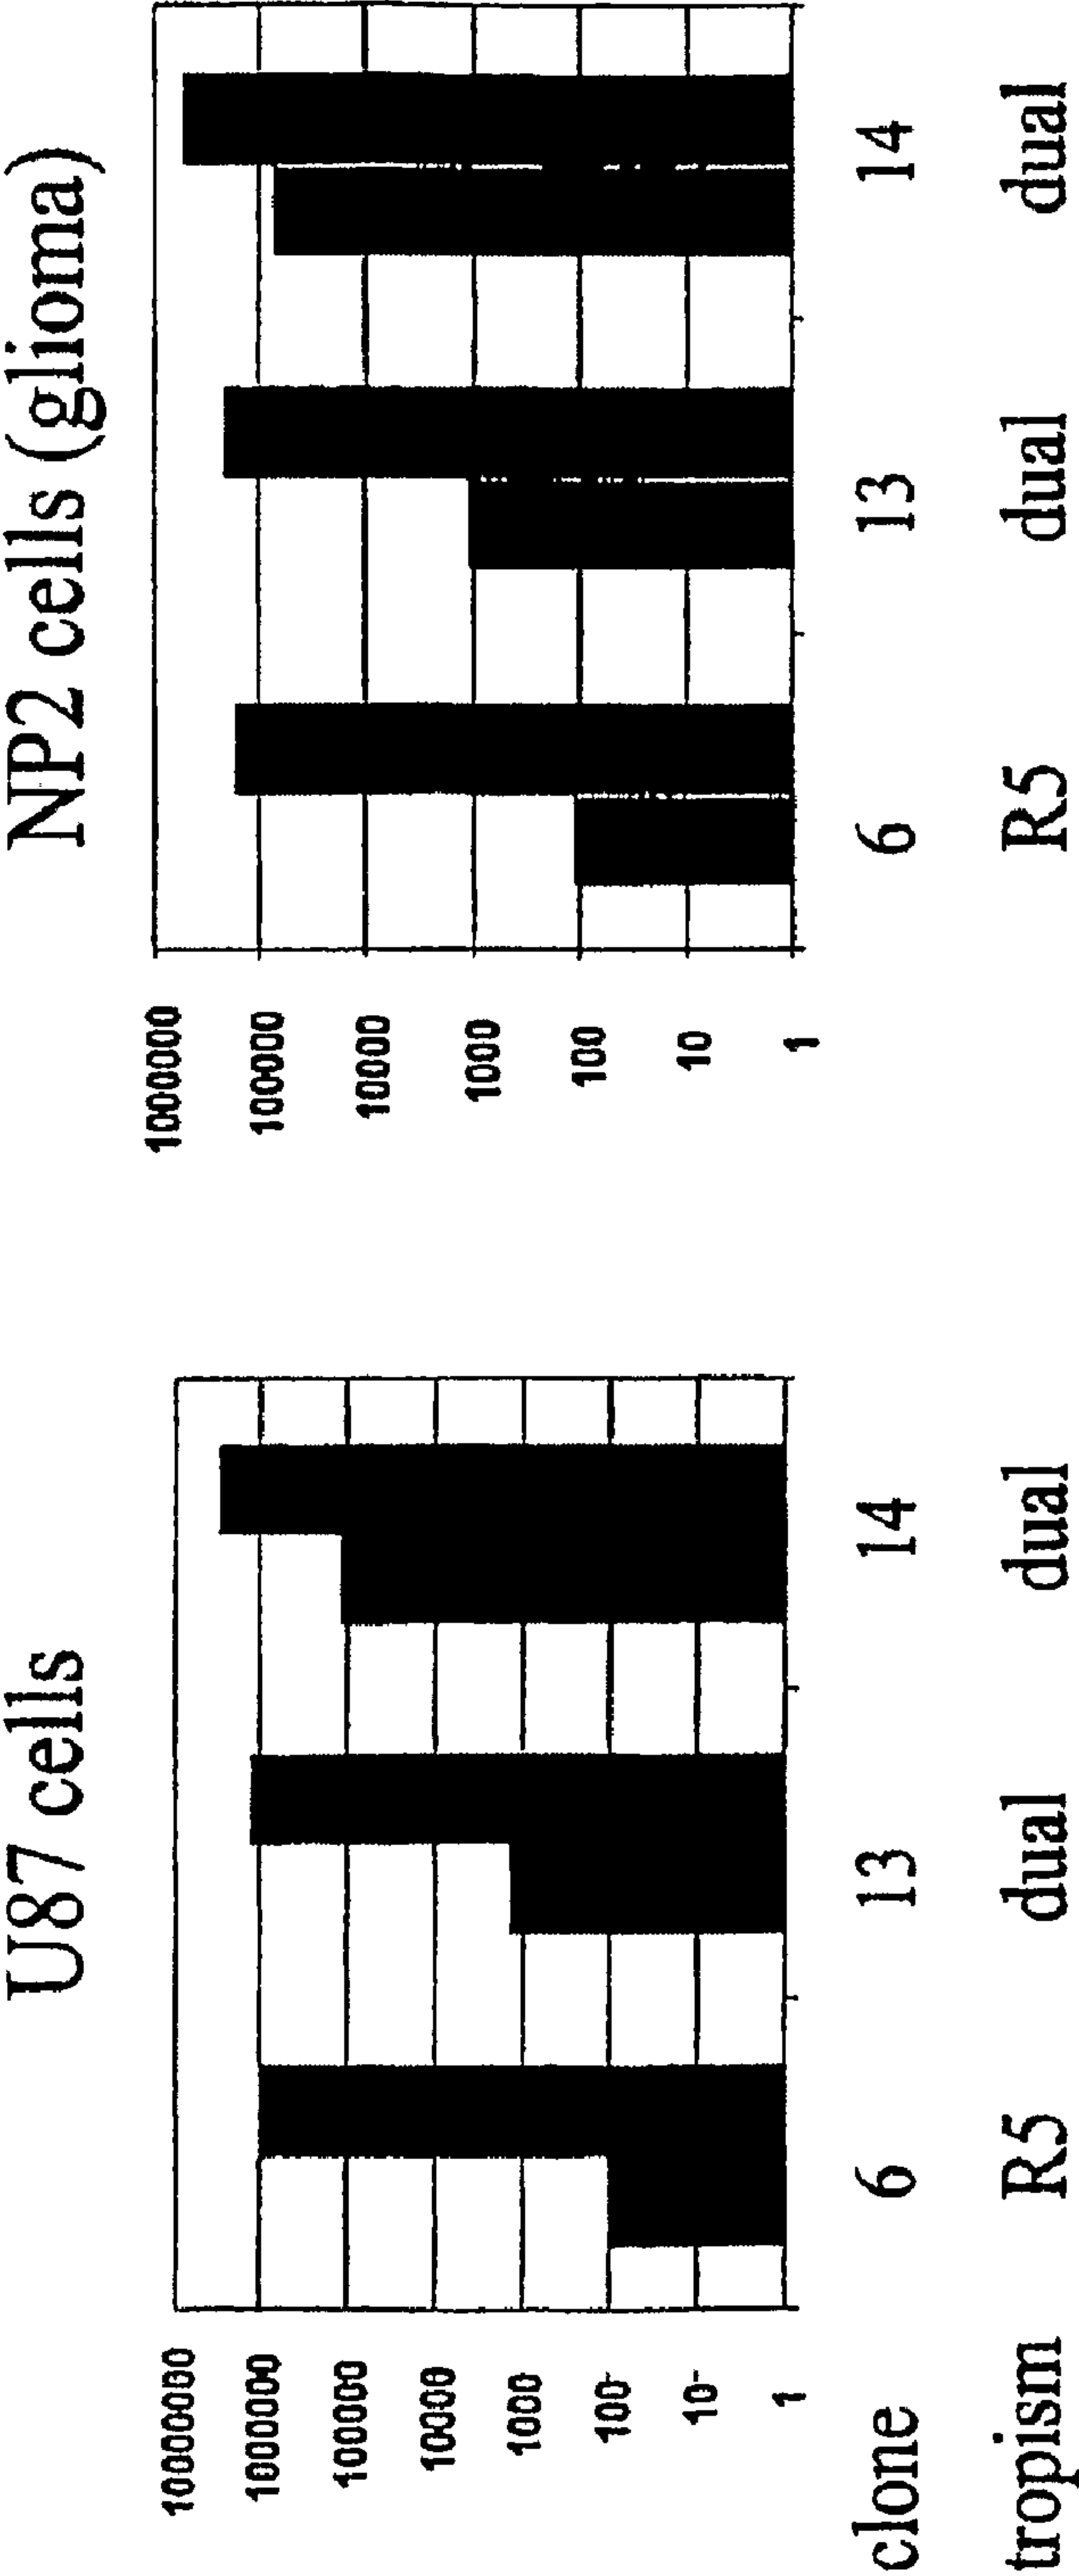 U87 cells
10000000
1000000
100000
10000
1000
100
10
1
clone 6 13 14
tropism R5 dual dual
NP2 cells (glioma)
1000000
100000
10000
1000
100
10
1
6 13 14
R5 dual dual